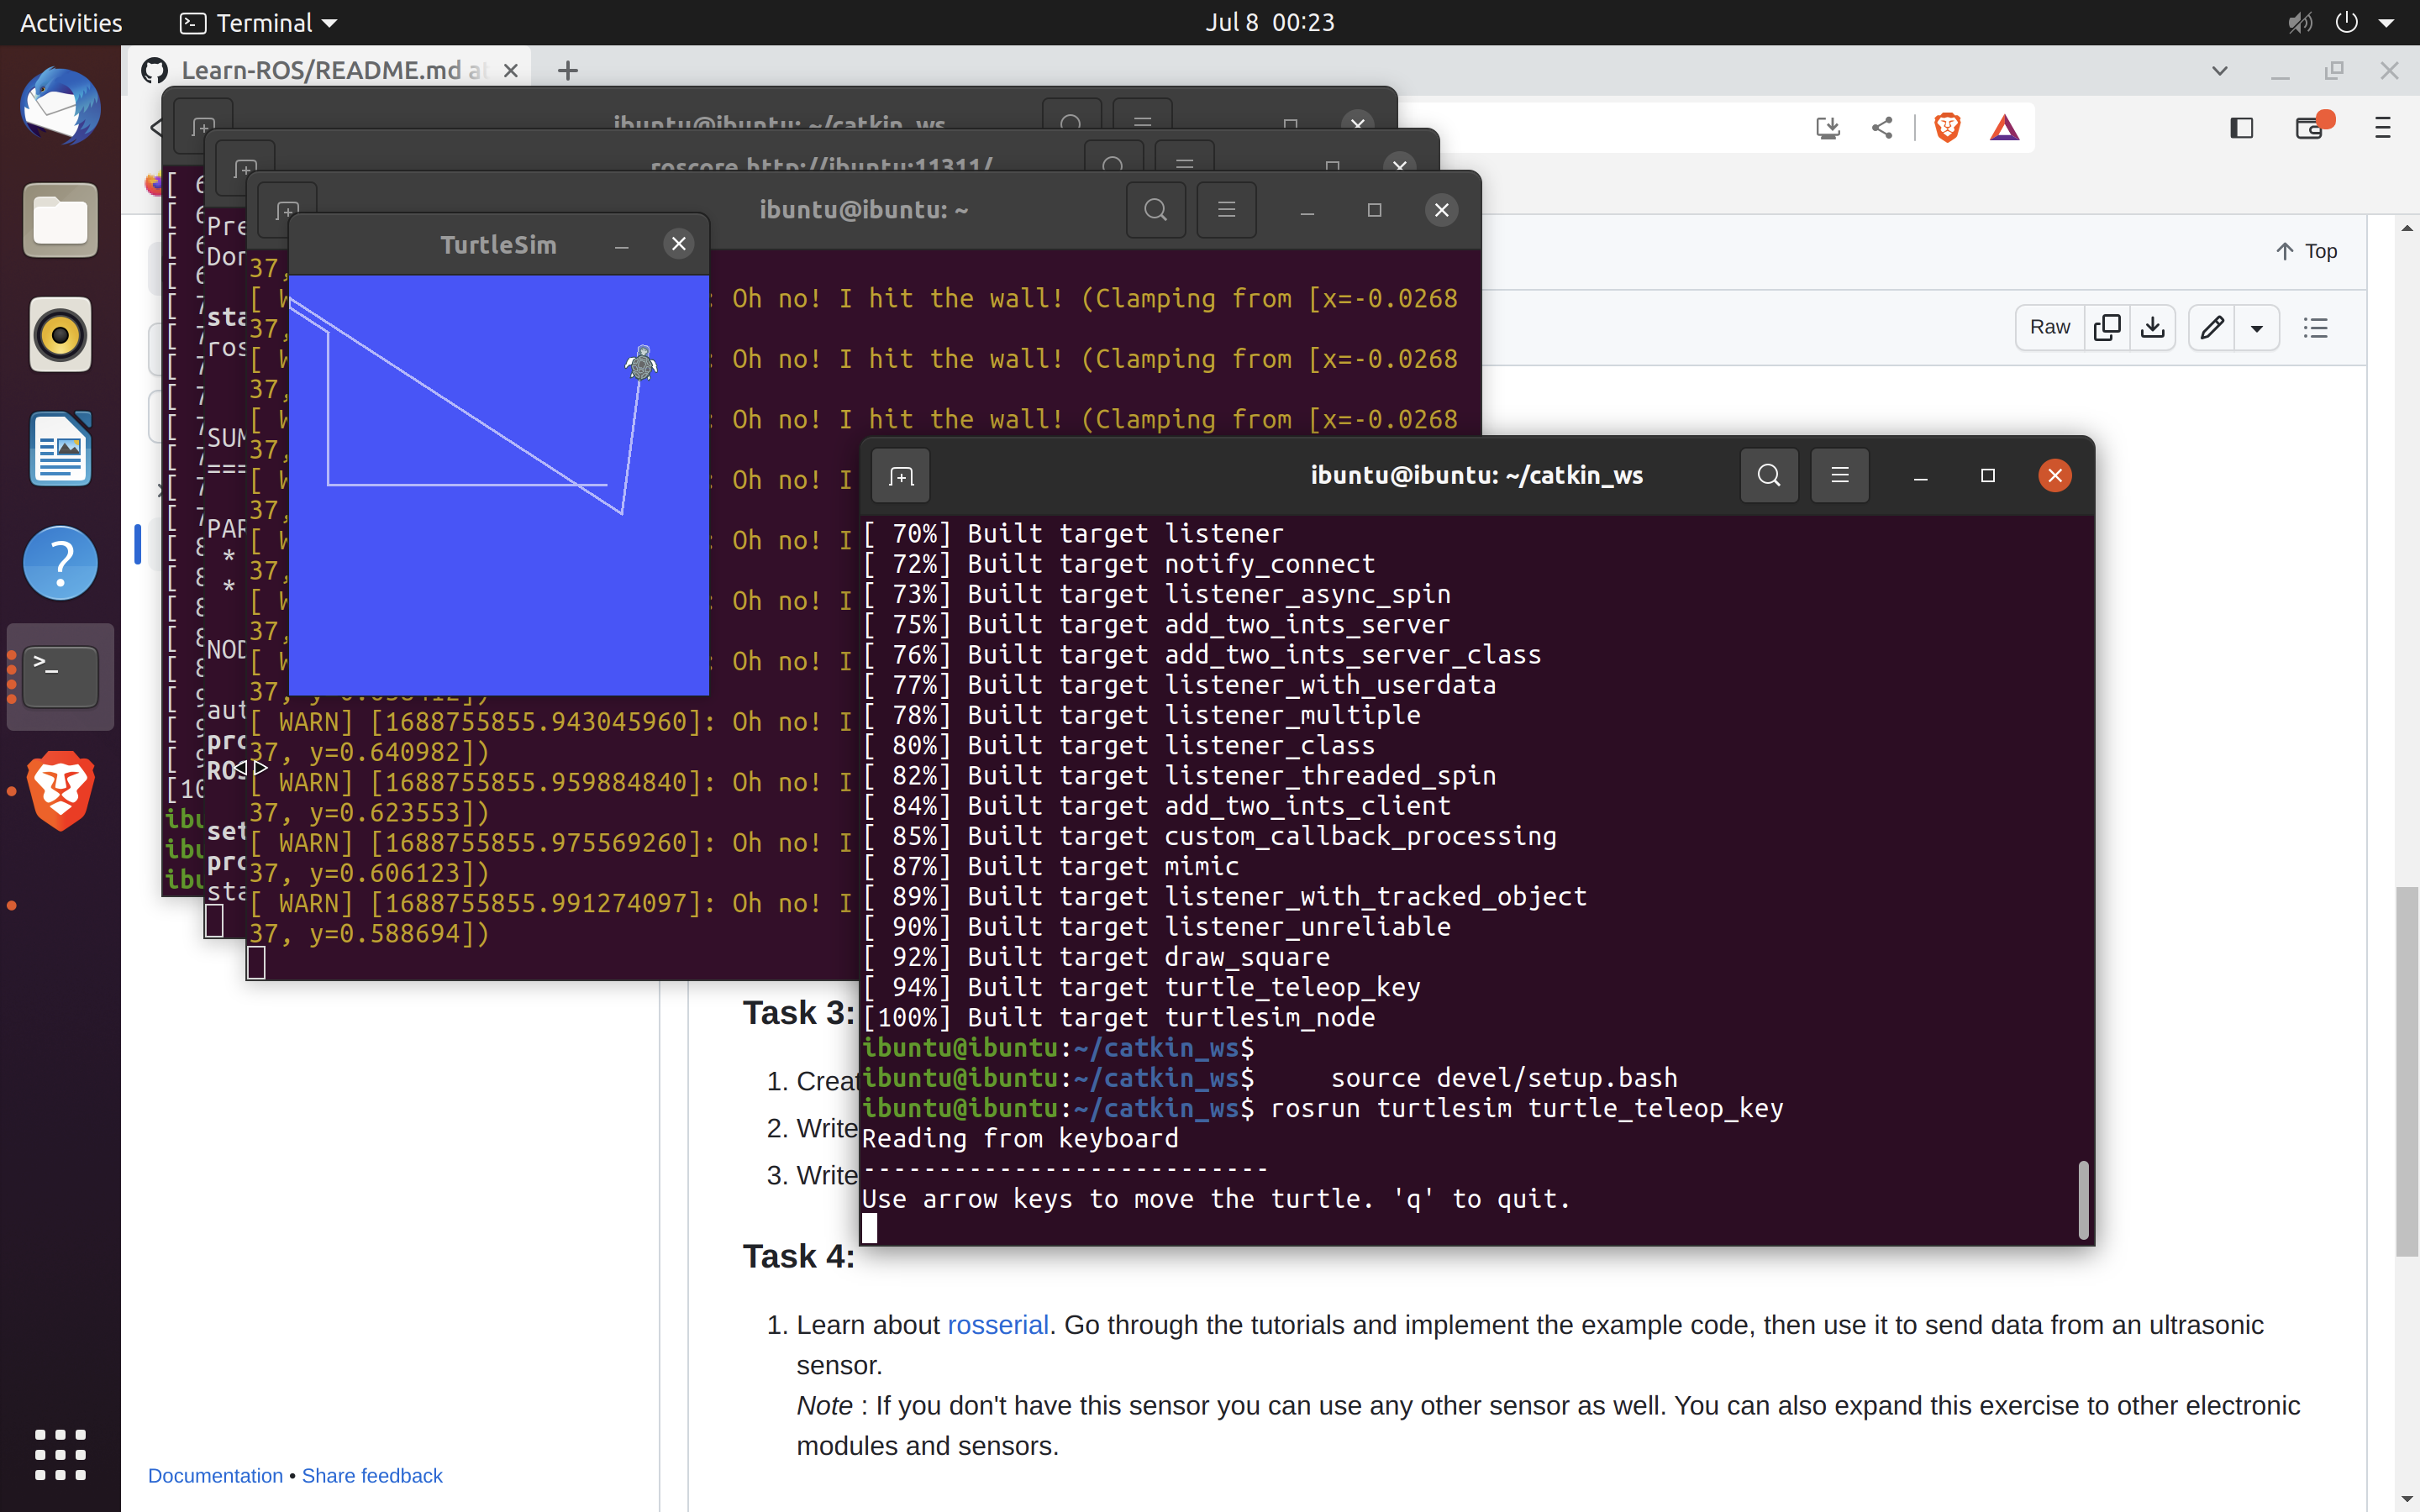 Activities
Terminal
Jul 8 00:23
Learn-ROS/README.md at
ibuntu@ibuntu: ~/catkin_ws
roscore http://ibuntu:11311/
ibuntu@ibuntu: ~
TurtleSim
Top
Raw
: Oh no! I hit the wall! (Clamping from [x=-0.0268
37,
: Oh no! I hit the wall! (Clamping from [x=-0.0268
37,
: Oh no! I hit the wall! (Clamping from [x=-0.0268
37,
: Oh no! I
37,
: Oh no! I
37,
: Oh no! I
37,
: Oh no! I
37,
[ WARN] [1688755855.943045960]: Oh no! I
37, y=0.640982])
[ WARN] [1688755855.959884840]: Oh no! I
37, y=0.623553])
[ WARN] [1688755855.975569260]: Oh no! I
37, y=0.606123])
[ WARN] [1688755855.991274097]: Oh no! I
37, y=0.588694])
ibuntu@ibuntu: ~/catkin_ws
[ 70%] Built target listener
[ 72%] Built target notify_connect
[ 73%] Built target listener_async_spin
[ 75%] Built target add_two_ints_server
[ 76%] Built target add_two_ints_server_class
[ 77%] Built target listener_with_userdata
[ 78%] Built target listener_multiple
[ 80%] Built target listener_class
[ 82%] Built target listener_threaded_spin
[ 84%] Built target add_two_ints_client
[ 85%] Built target custom_callback_processing
[ 87%] Built target mimic
[ 89%] Built target listener_with_tracked_object
[ 90%] Built target listener_unreliable
[ 92%] Built target draw_square
[ 94%] Built target turtle_teleop_key
[100%] Built target turtlesim_node
ibuntu@ibuntu:~/catkin_ws$
ibuntu@ibuntu:~/catkin_ws$     source devel/setup.bash
ibuntu@ibuntu:~/catkin_ws$ rosrun turtlesim turtle_teleop_key
Reading from keyboard
---------------------------
Use arrow keys to move the turtle. 'q' to quit.
Task 3:
1. Creat
2. Write
3. Write
Task 4:
1. Learn about rosserial. Go through the tutorials and implement the example code, then use it to send data from an ultrasonic
sensor.
Note : If you don't have this sensor you can use any other sensor as well. You can also expand this exercise to other electronic
modules and sensors.
Documentation • Share feedback